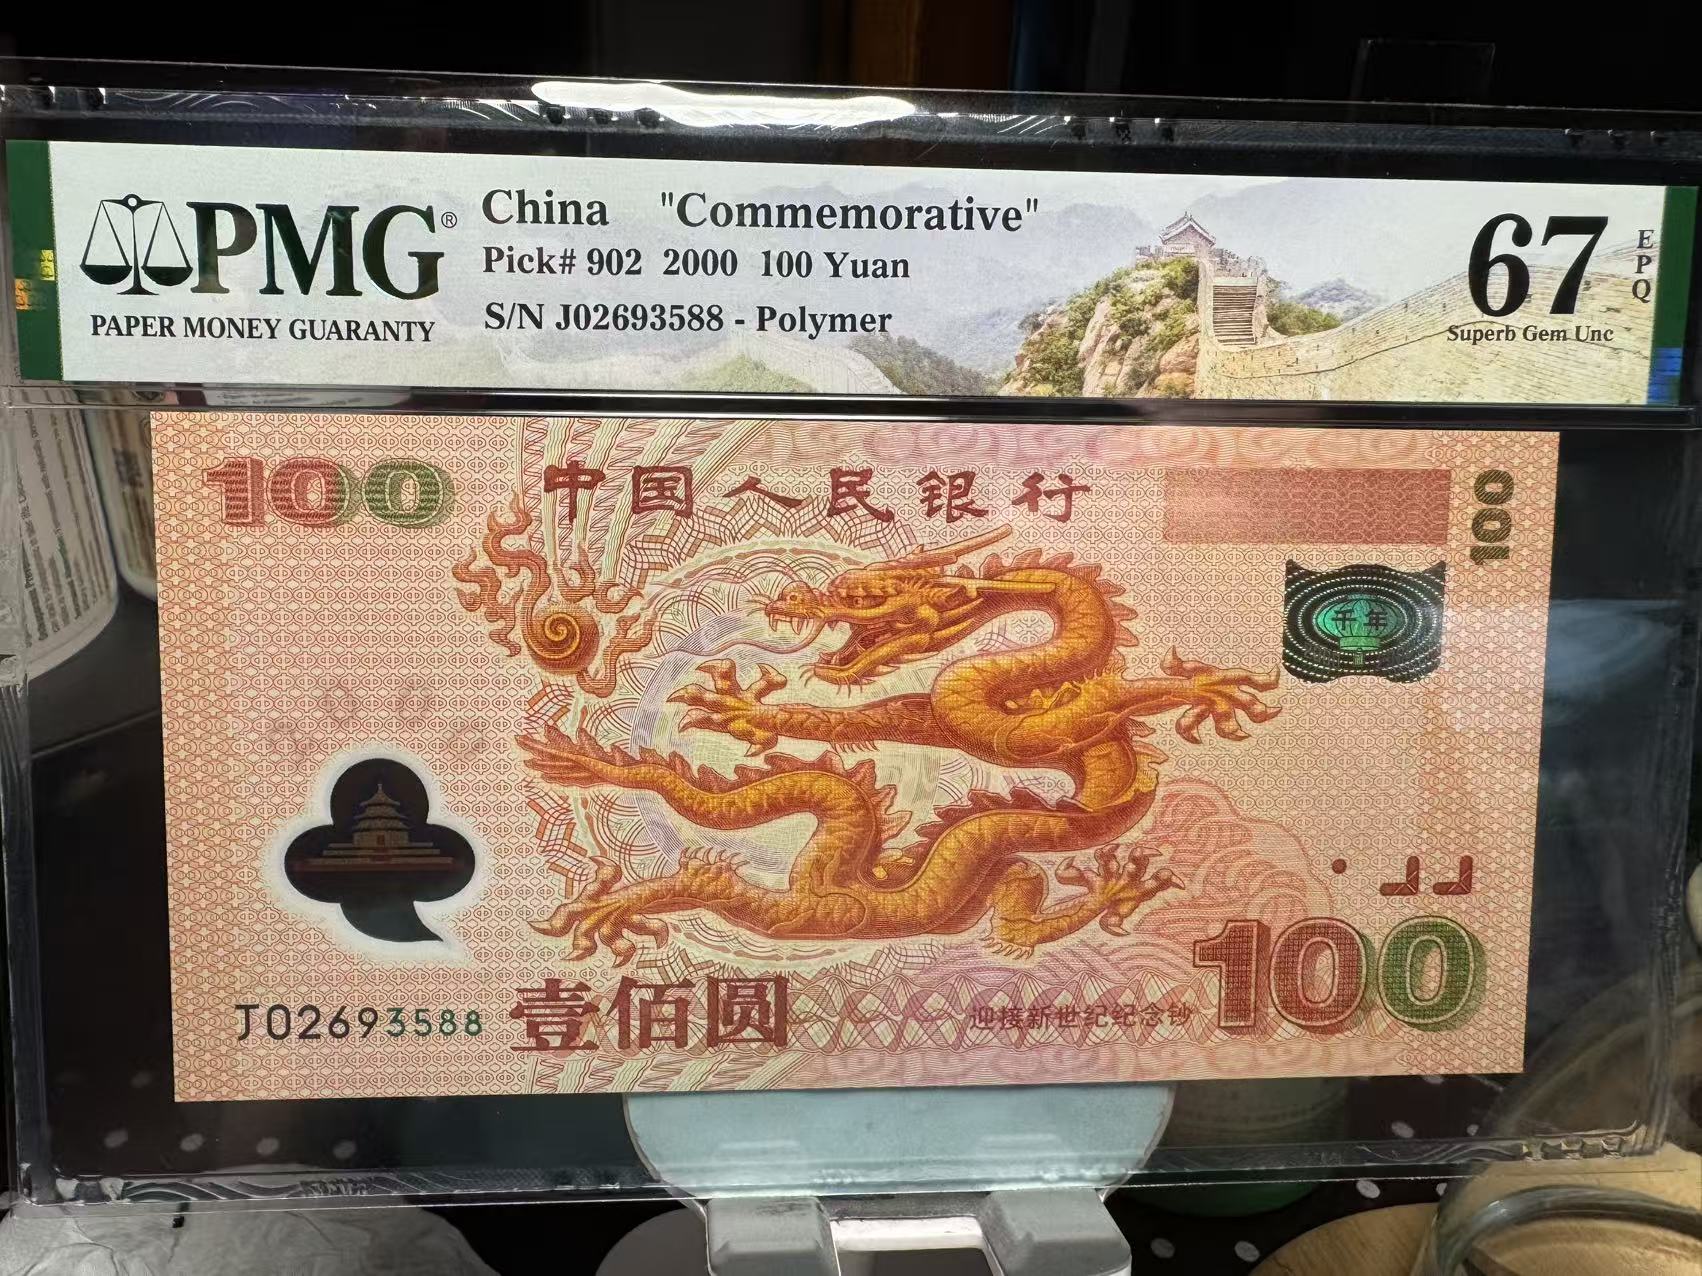 PMG®
PAPER MONEY GUARANTY
China "Commemorative"
Pick# 902 2000 100 Yuan
S/N J02693588 - Polymer
67
EPQ
Superb Gem Unc
100
中国人民银行
100
千年
J02693588
壹佰圆
迎接新世纪纪念钞
100